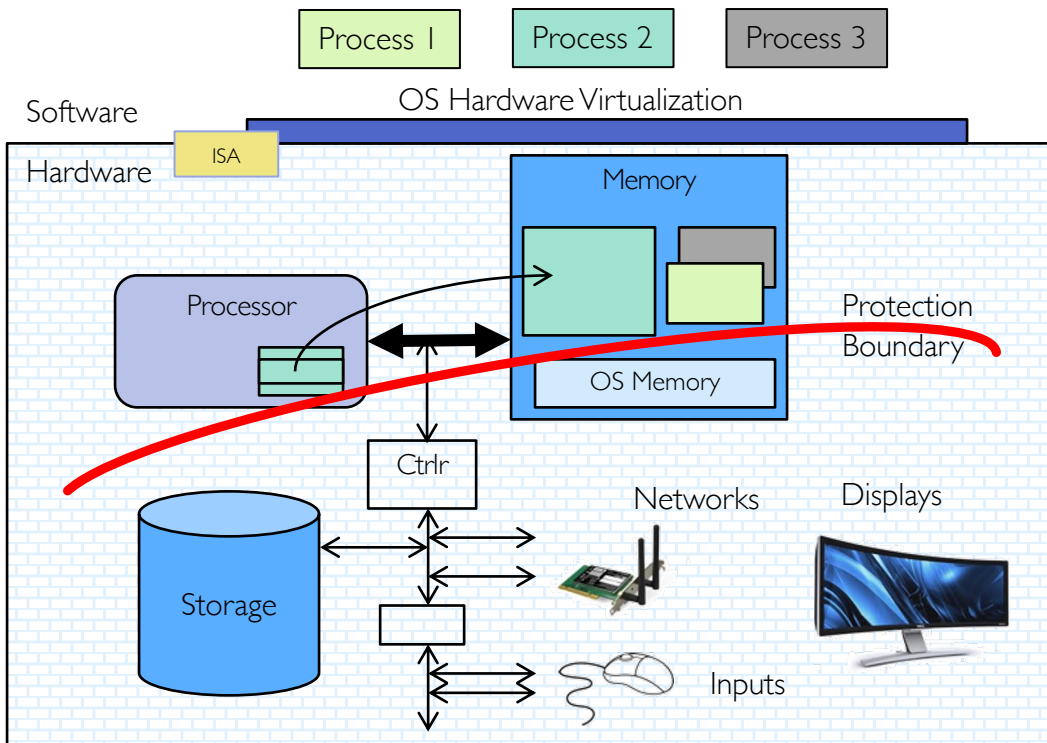 Process 1
Process 2
Process 3
OS Hardware Virtualization
Software
ISA
Hardware
Memory
Processor
Protection
Boundary
OS Memory
Ctrlr
Networks
Displays
Storage
Inputs